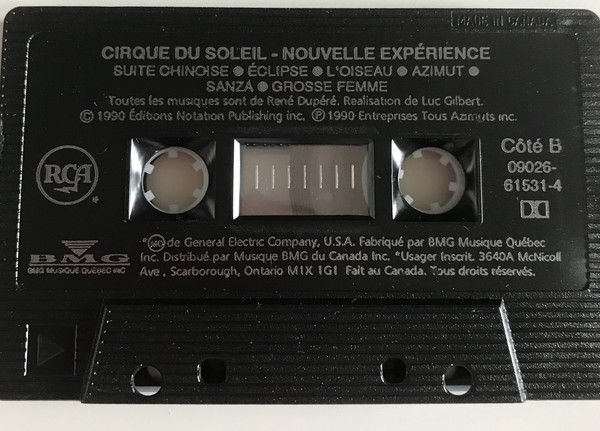 MADE IN CANADA
CIRQUE DU SOLEIL - NOUVELLE EXPÉRIENCE
SUITE CHINOISE ● ÉCLIPSE ● L'OISEAU ● AZIMUT ●
SANZA ● GROSSE FEMME
Toutes les musiques sont de René Dupéré. Realisation de Luc Gilbert.
© 1990 Éditions Notation Publishing inc. ℗ 1990 Entreprises Tous Azimuts inc.
RCA
Côté B
09026-
61531-4
BMG
BMG MUSIQUE QUÉBEC INC
*RCA de General Electric Company, U.S.A. Fabriqué par BMG Musique Québec
Inc. Distribué par Musique BMG du Canada Inc. *Usager Inscrit. 3640A McNicoll
Ave, Scarborough, Ontario M1X 1G1 Fait au Canada. Tous droits réservés.